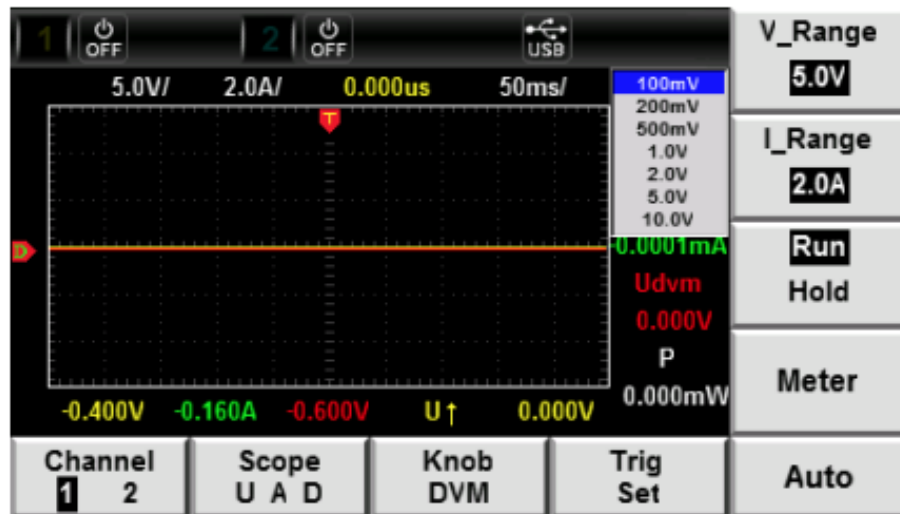 1 OFF 2 OFF USB
5.0V/ 2.0A/ 0.000us 50ms/
T
100mV
200mV
500mV
1.0V
2.0V
5.0V
10.0V
D
-0.0001mA
Udvm
0.000V
P
0.000mW
-0.400V -0.160A -0.600V U↑ 0.000V
V_Range
5.0V
I_Range
2.0A
Run
Hold
Meter
Auto
Channel
1 2
Scope
U A D
Knob
DVM
Trig
Set